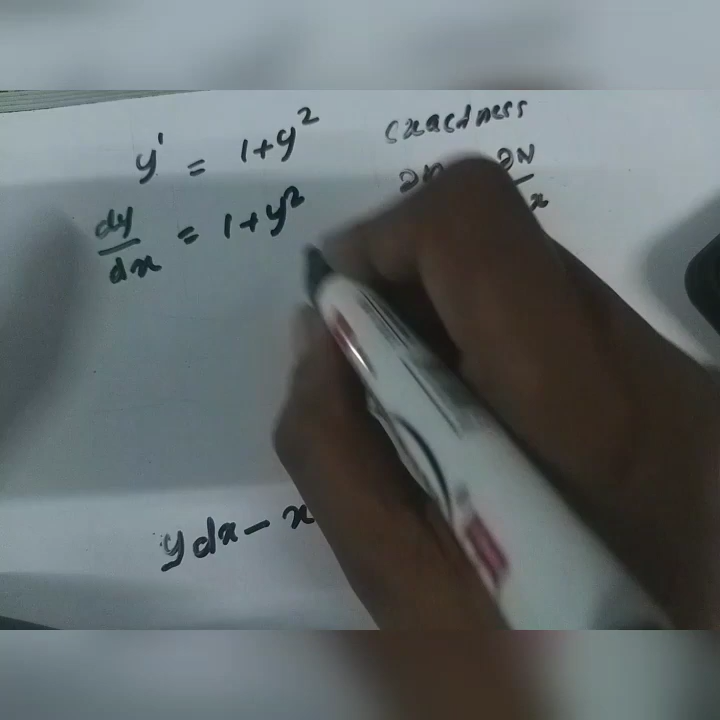 y' = 1+y²
dy/dx = 1+y²
exactness
∂N
x
ydx - x